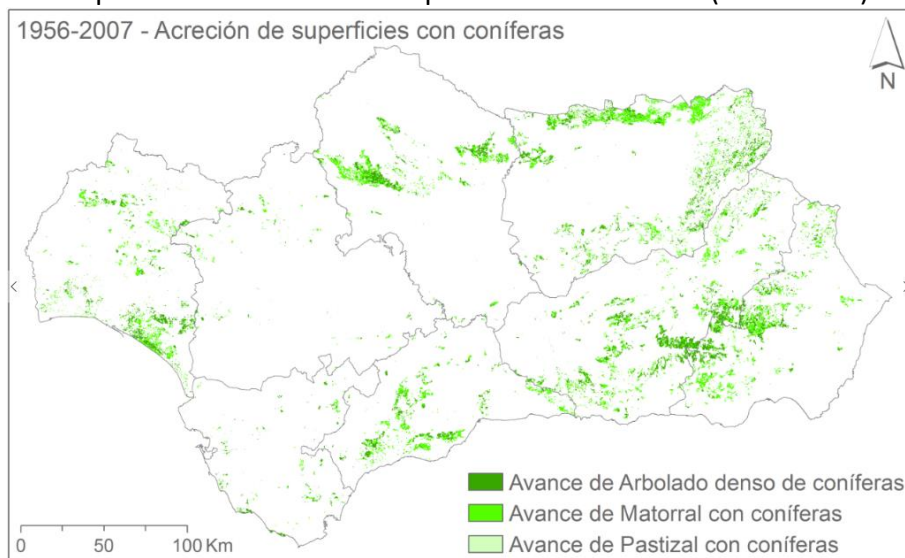 1956-2007 - Acreción de superficies con coníferas
N
Avance de Arbolado denso de coníferas
Avance de Matorral con coníferas
Avance de Pastizal con coníferas
0 50 100 Km